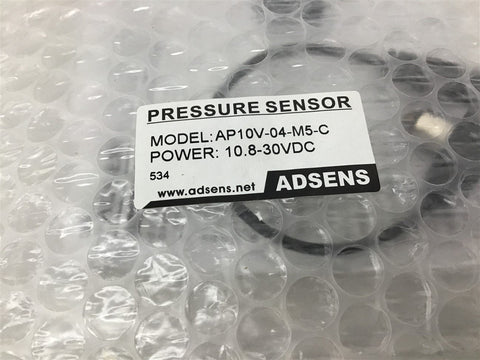 PRESSURE SENSOR
MODEL: AP10V-04-M5-C
POWER: 10.8-30VDC
534
www.adsens.net ADSENS